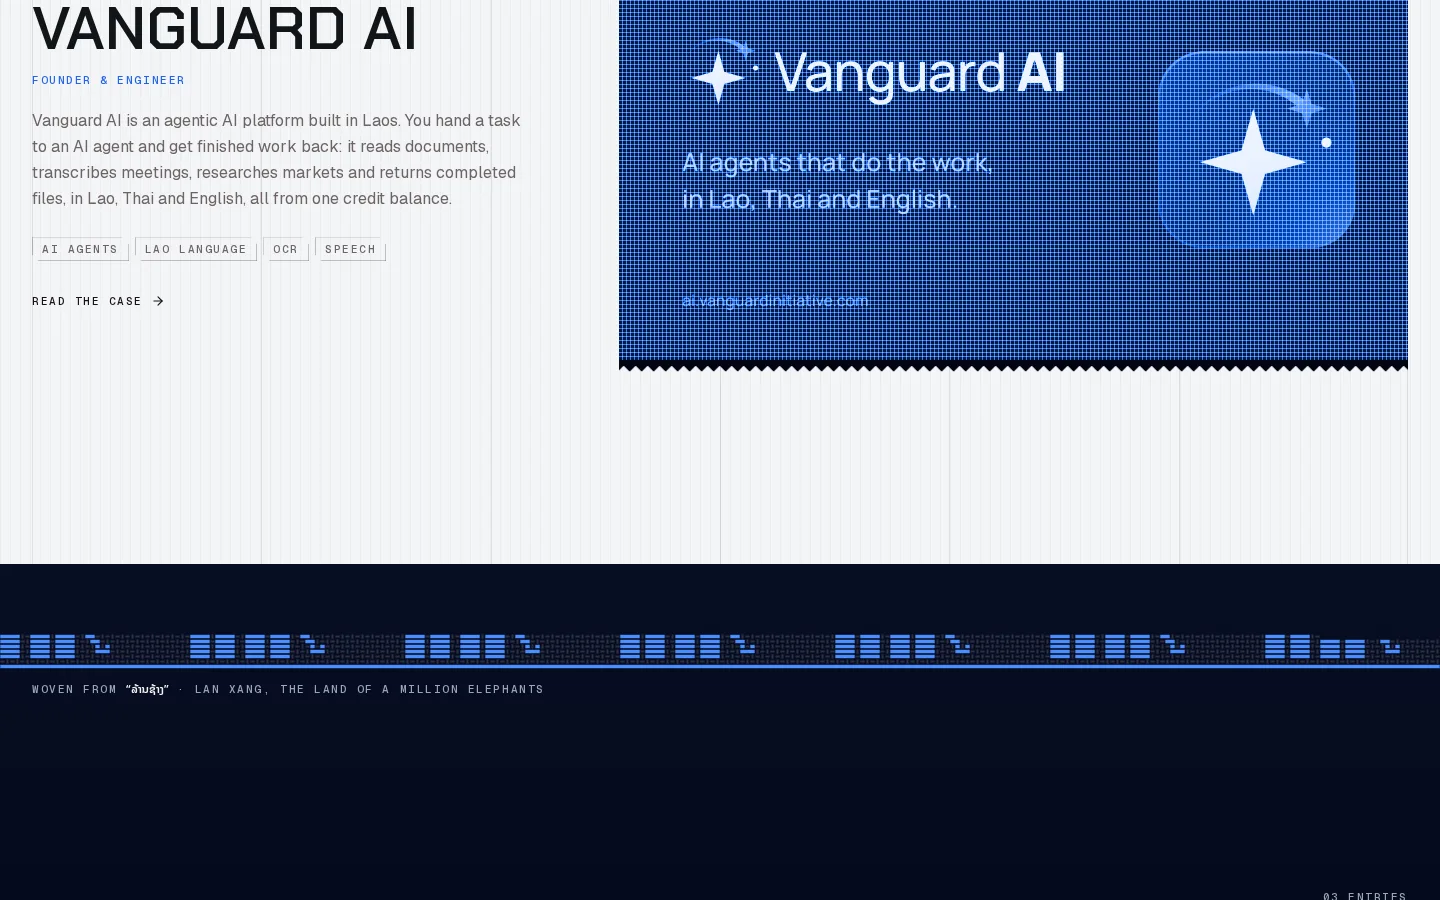 VANGUARD AI
FOUNDER & ENGINEER
Vanguard AI is an agentic AI platform built in Laos. You hand a task
to an AI agent and get finished work back: it reads documents,
transcribes meetings, researches markets and returns completed
files, in Lao, Thai and English, all from one credit balance.
AI AGENTS
LAO LANGUAGE
OCR
SPEECH
READ THE CASE →
Vanguard AI
AI agents that do the work,
in Lao, Thai and English.
ai.vanguardinitiative.com
WOVEN FROM “ລ້ານຊ້າງ” · LAN XANG, THE LAND OF A MILLION ELEPHANTS
03 ENTRIES